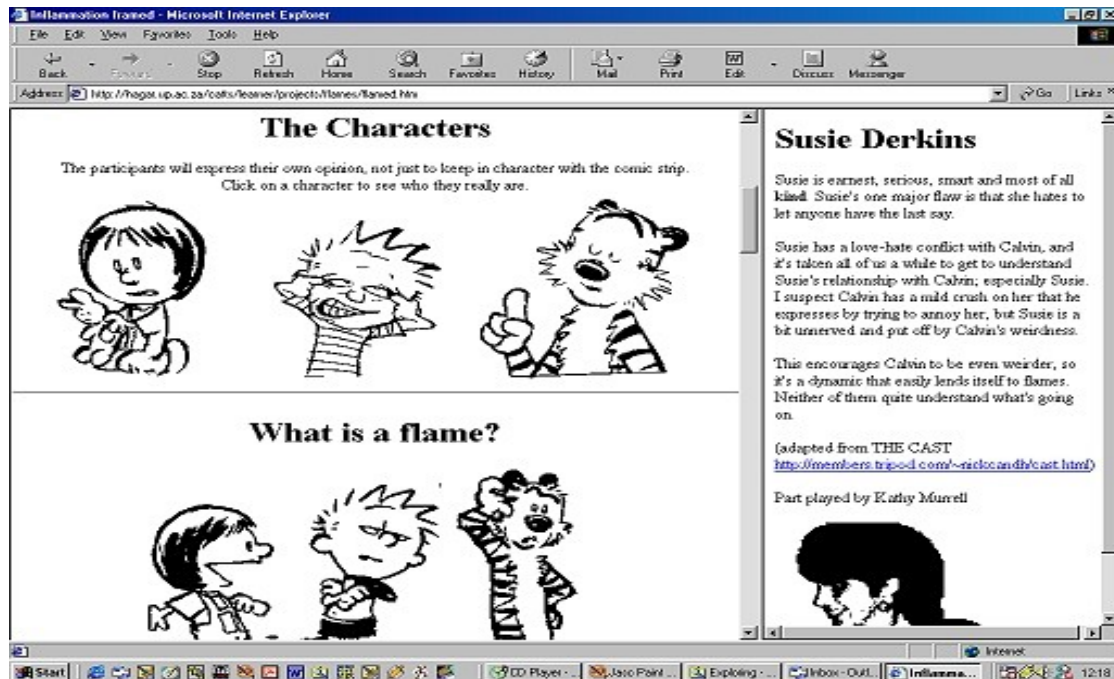 Inflammation framed - Microsoft Internet Explorer
File Edit View Favorites Tools Help
Back Forward Stop Refresh Home Search Favorites History Mail Print Edit Discuss Messenger
Address http://hagar.up.ac.za/catts/learner/projects/flames/flamed.htm Go Links
The Characters
The participants will express their own opinion, not just to keep in character with the comic strip.
Click on a character to see who they really are.
What is a flame?
Susie Derkins
Susie is earnest, serious, smart and most of all
kind. Susie's one major flaw is that she hates to
let anyone have the last say.
Susie has a love-hate conflict with Calvin, and
it's taken all of us a while to get to understand
Susie's relationship with Calvin; especially Susie.
I suspect Calvin has a mild crush on her that he
expresses by trying to annoy her, but Susie is a
bit unnerved and put off by Calvin's weirdness.
This encourages Calvin to be even weirder, so
it's a dynamic that easily lends itself to flames.
Neither of them quite understand what's going
on.
(adapted from THE CAST
http://members.tripod.com/~nickcandh/cast.html)
Part played by Kathy Murrell
Internet
Start CD Player - ... Jasc Paint ... Exploring - ... Inbox - Outl... Inflamma... 12:18